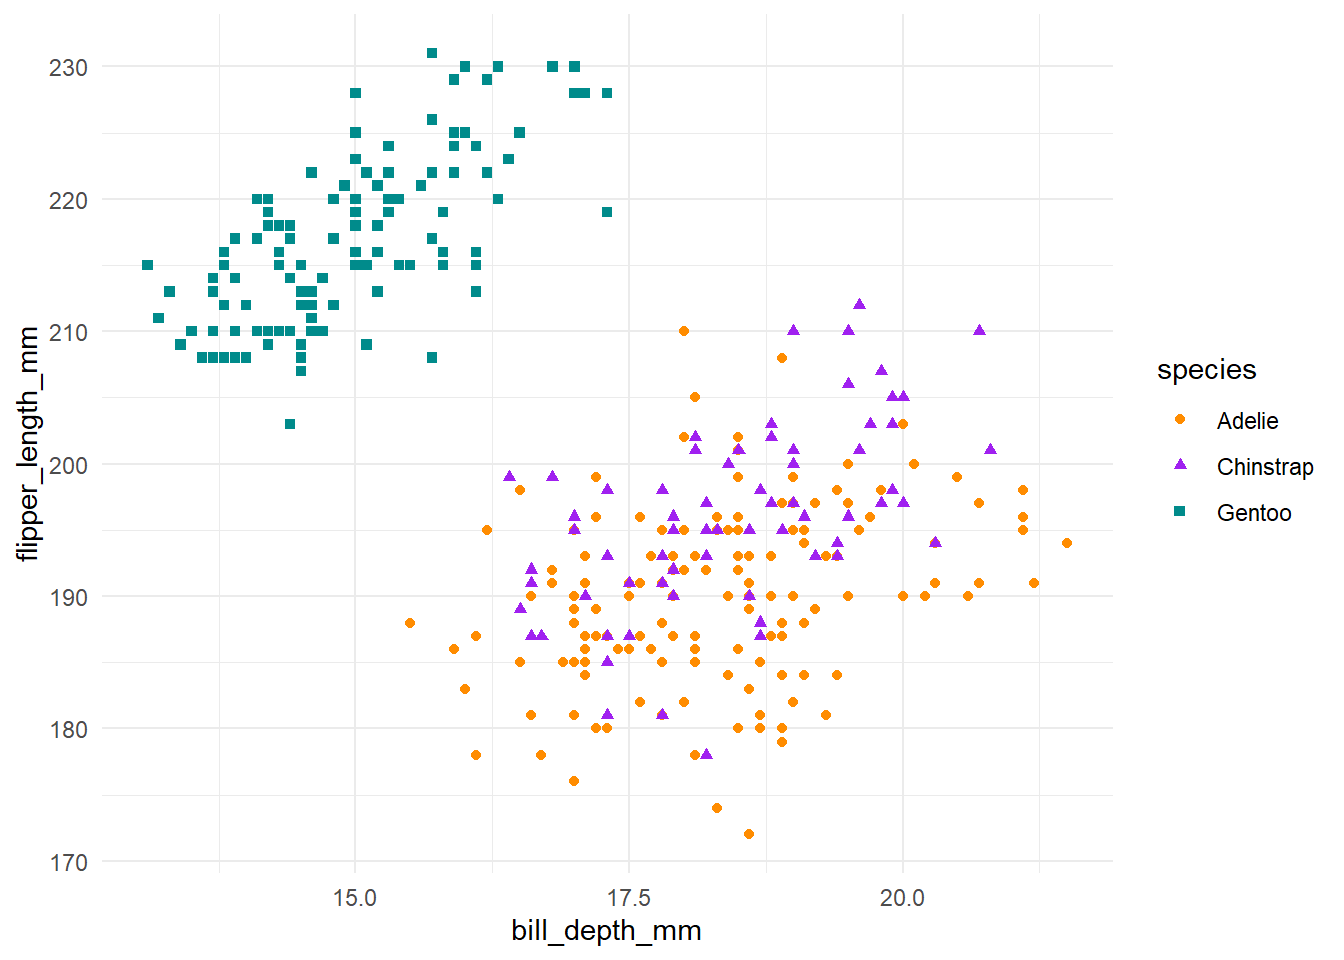 230
220
210
200
190
180
170
flipper_length_mm
15.0
17.5
20.0
bill_depth_mm
species
Adelie
Chinstrap
Gentoo